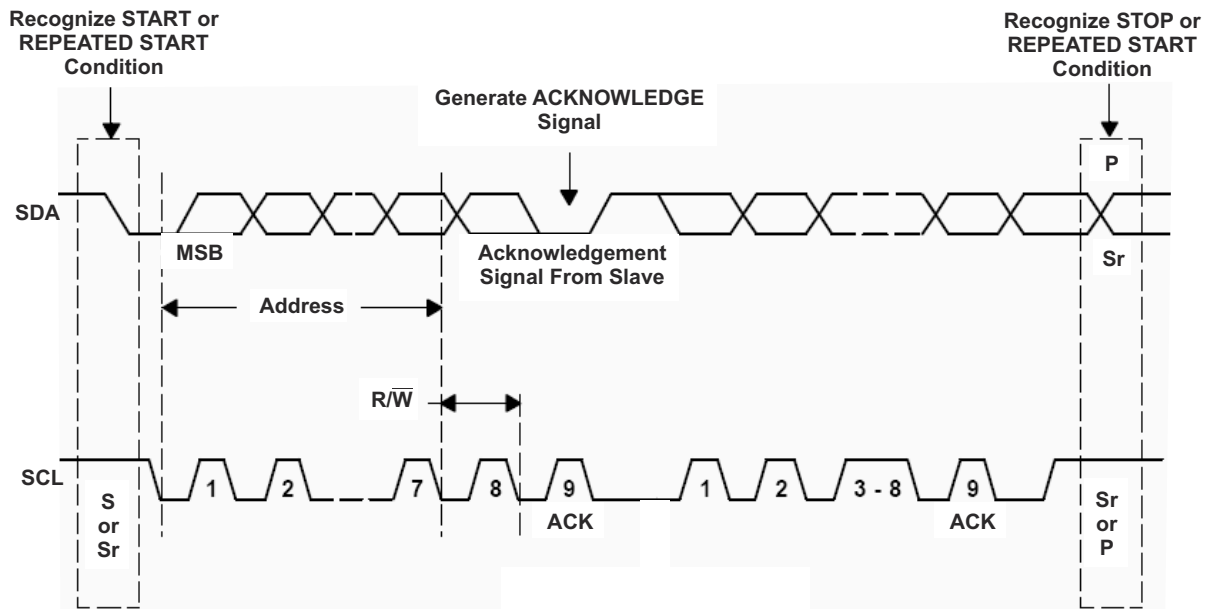 Recognize START or
REPEATED START
Condition
Recognize STOP or
REPEATED START
Condition
Generate ACKNOWLEDGE
Signal
P
SDA
MSB
Acknowledgement
Signal From Slave
Sr
Address
R/W̅
SCL
1
2
7
8
9
1
2
3 - 8
9
S
or
Sr
ACK
ACK
Sr
or
P